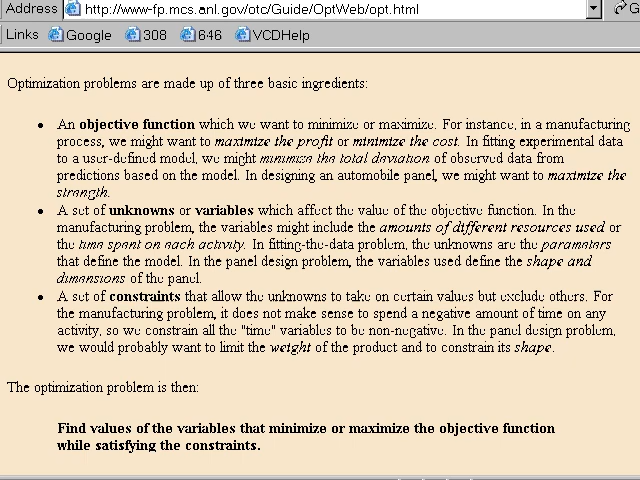 Address http://www-fp.mcs.anl.gov/otc/Guide/OptWeb/opt.html G
Links Google 308 646 VCDHelp
Optimization problems are made up of three basic ingredients:
• An objective function which we want to minimize or maximize. For instance, in a manufacturing
process, we might want to maximize the profit or minimize the cost. In fitting experimental data
to a user-defined model, we might minimize the total deviation of observed data from
predictions based on the model. In designing an automobile panel, we might want to maximize the
strength.
• A set of unknowns or variables which affect the value of the objective function. In the
manufacturing problem, the variables might include the amounts of different resources used or
the time spent on each activity. In fitting-the-data problem, the unknowns are the parameters
that define the model. In the panel design problem, the variables used define the shape and
dimensions of the panel.
• A set of constraints that allow the unknowns to take on certain values but exclude others. For
the manufacturing problem, it does not make sense to spend a negative amount of time on any
activity, so we constrain all the "time" variables to be non-negative. In the panel design problem,
we would probably want to limit the weight of the product and to constrain its shape.
The optimization problem is then:
Find values of the variables that minimize or maximize the objective function
while satisfying the constraints.